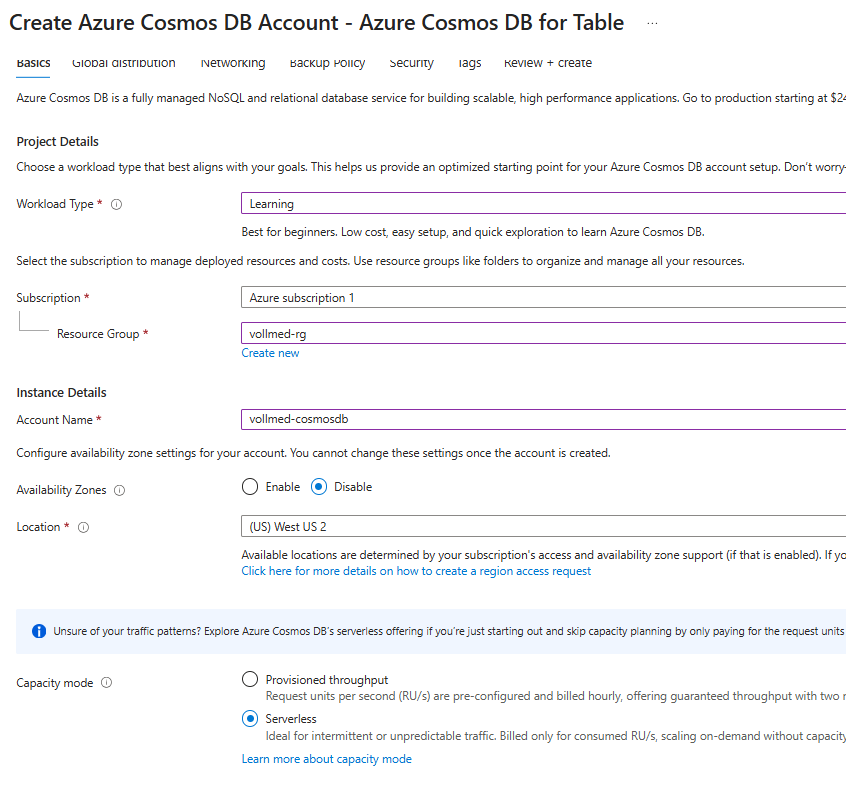 Create Azure Cosmos DB Account - Azure Cosmos DB for Table ...
Basics Global distribution Networking Backup Policy Security Tags Review + create
Azure Cosmos DB is a fully managed NoSQL and relational database service for building scalable, high performance applications. Go to production starting at $24
Project Details
Choose a workload type that best aligns with your goals. This helps us provide an optimized starting point for your Azure Cosmos DB account setup. Don't worry-
Workload Type *
Learning
Best for beginners. Low cost, easy setup, and quick exploration to learn Azure Cosmos DB.
Select the subscription to manage deployed resources and costs. Use resource groups like folders to organize and manage all your resources.
Subscription *
Azure subscription 1
Resource Group *
vollmed-rg
Create new
Instance Details
Account Name *
vollmed-cosmosdb
Configure availability zone settings for your account. You cannot change these settings once the account is created.
Availability Zones
Enable Disable
Location *
(US) West US 2
Available locations are determined by your subscription's access and availability zone support (if that is enabled). If yo
Click here for more details on how to create a region access request
Unsure of your traffic patterns? Explore Azure Cosmos DB's serverless offering if you're just starting out and skip capacity planning by only paying for the request units
Capacity mode
Provisioned throughput
Request units per second (RU/s) are pre-configured and billed hourly, offering guaranteed throughput with two
Serverless
Ideal for intermittent or unpredictable traffic. Billed only for consumed RU/s, scaling on-demand without capacity
Learn more about capacity mode